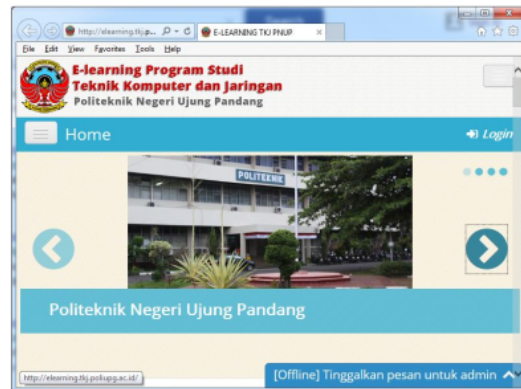 http://elearning.tkj.p...
E-LEARNING TKJ PNUP
File Edit View Favorites Tools Help
E-learning Program Studi
Teknik Komputer dan Jaringan
Politeknik Negeri Ujung Pandang
Home
Login
POLITEKNIK
Politeknik Negeri Ujung Pandang
http://elearning.tkj.poliupg.ac.id/
[Offline] Tinggalkan pesan untuk admin